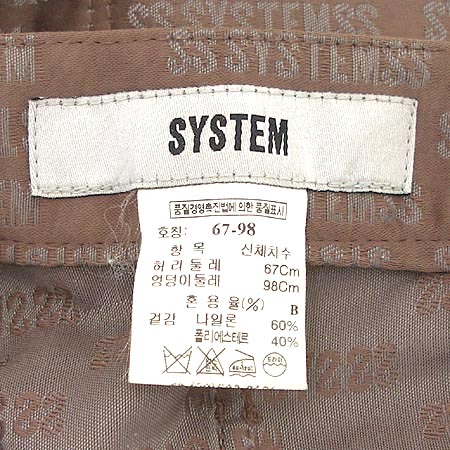 SS SYSTEMSS
SYSTEM
품질경영촉진법에 의한 품질표시
호칭: 67-98
항 목 신체치수
허리둘레 67Cm
엉덩이둘레 98Cm
혼 용 율(%) B
겉감 나일론 60%
폴리에스테르 40%